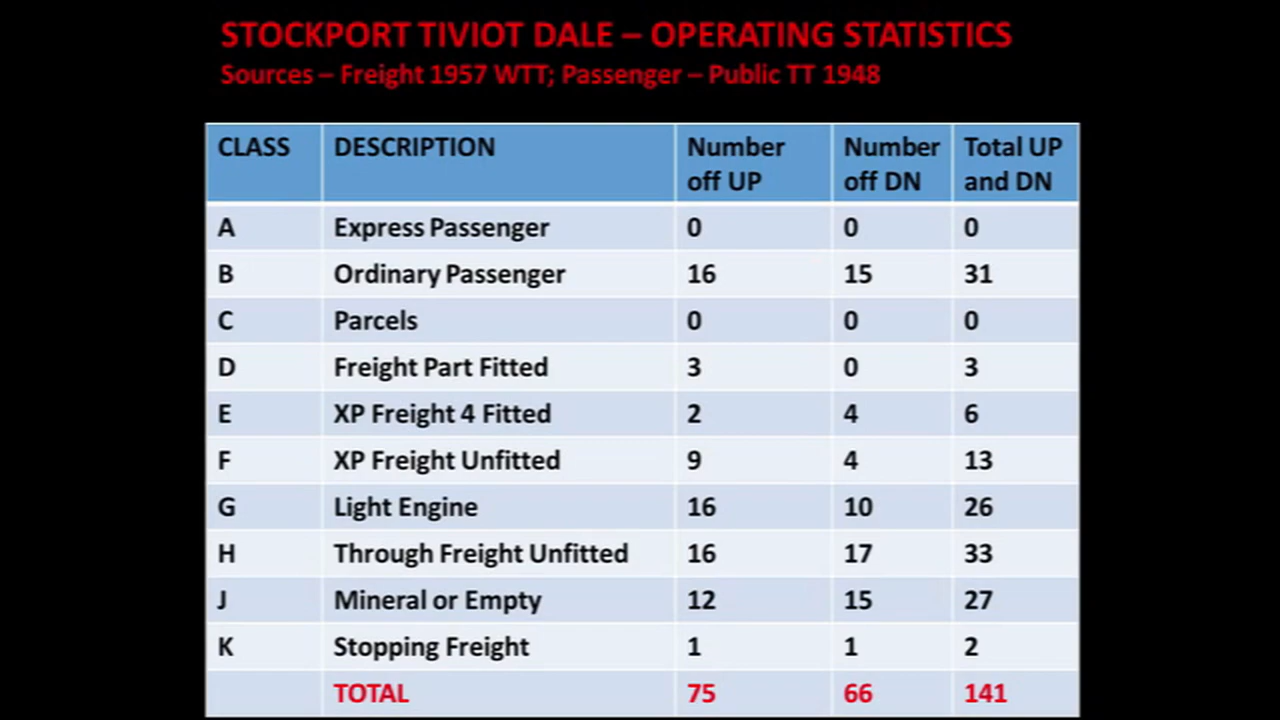 STOCKPORT TIVIOT DALE – OPERATING STATISTICS
Sources – Freight 1957 WTT; Passenger – Public TT 1948
CLASS DESCRIPTION Number off UP Number off DN Total UP and DN
A Express Passenger 0 0 0
B Ordinary Passenger 16 15 31
C Parcels 0 0 0
D Freight Part Fitted 3 0 3
E XP Freight 4 Fitted 2 4 6
F XP Freight Unfitted 9 4 13
G Light Engine 16 10 26
H Through Freight Unfitted 16 17 33
J Mineral or Empty 12 15 27
K Stopping Freight 1 1 2
TOTAL 75 66 141